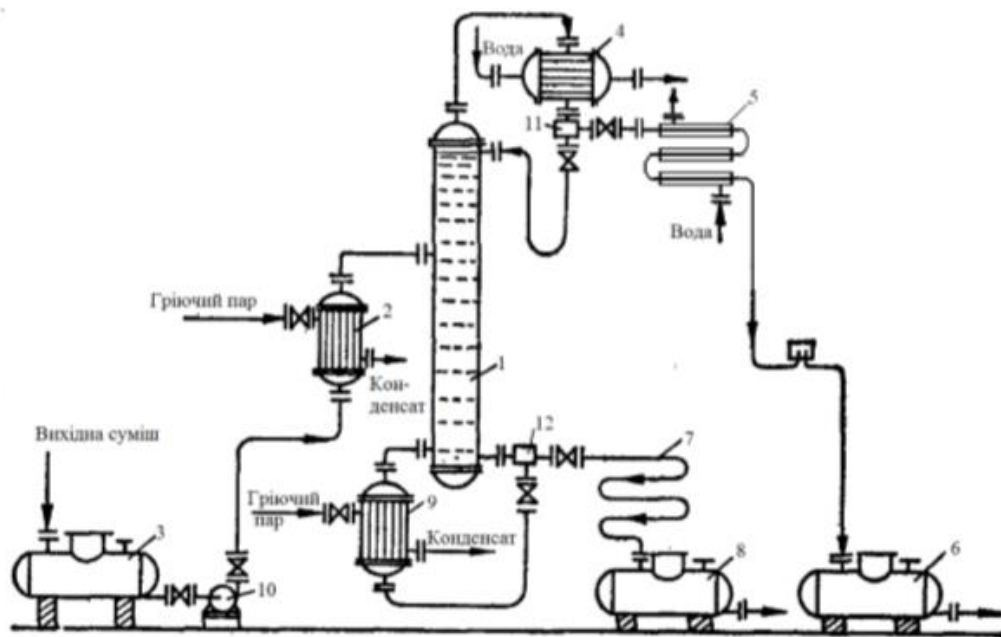 4
Вода
5
11
Вода
Гріючий пар
2
1
Кон-
денсат
12
Вихідна суміш
7
Гріючий
пар
9
Конденсат
3
10
8
6